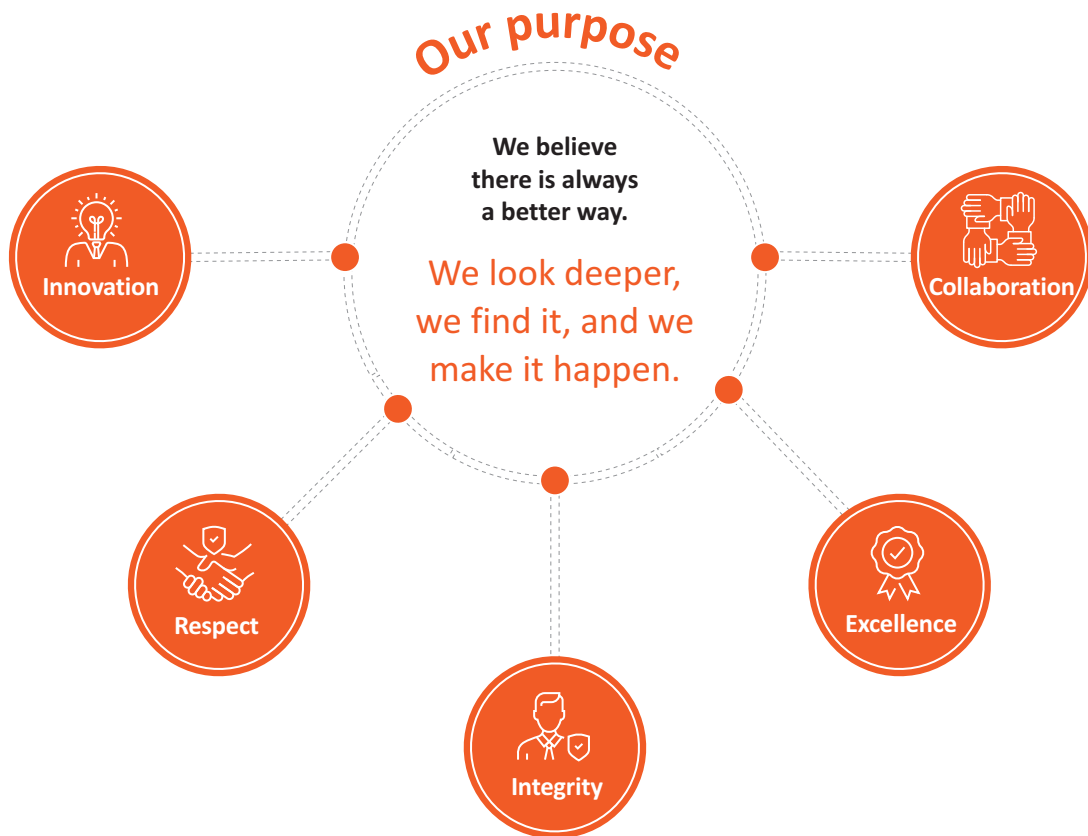 Our purpose
We believe
there is always
a better way.
We look deeper,
we find it, and we
make it happen.
Innovation
Collaboration
Respect
Excellence
Integrity